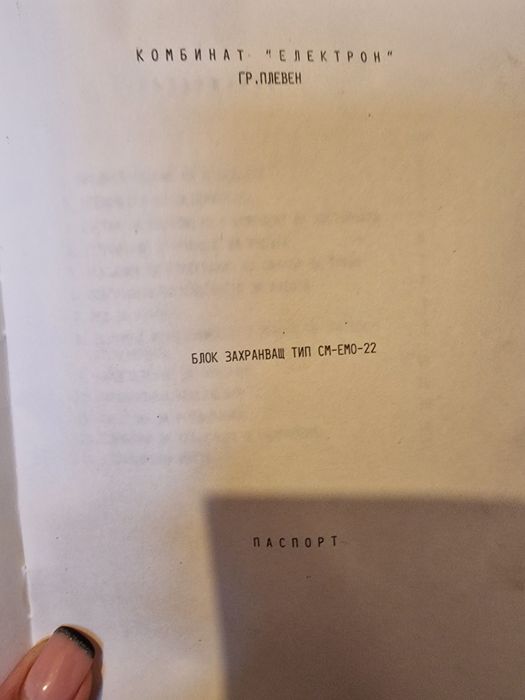 КОМБИНАТ "ЕЛЕКТРОН"
ГР.ПЛЕВЕН
БЛОК ЗАХРАНВАЩ ТИП СМ-ЕМО-22
ПАСПОРТ